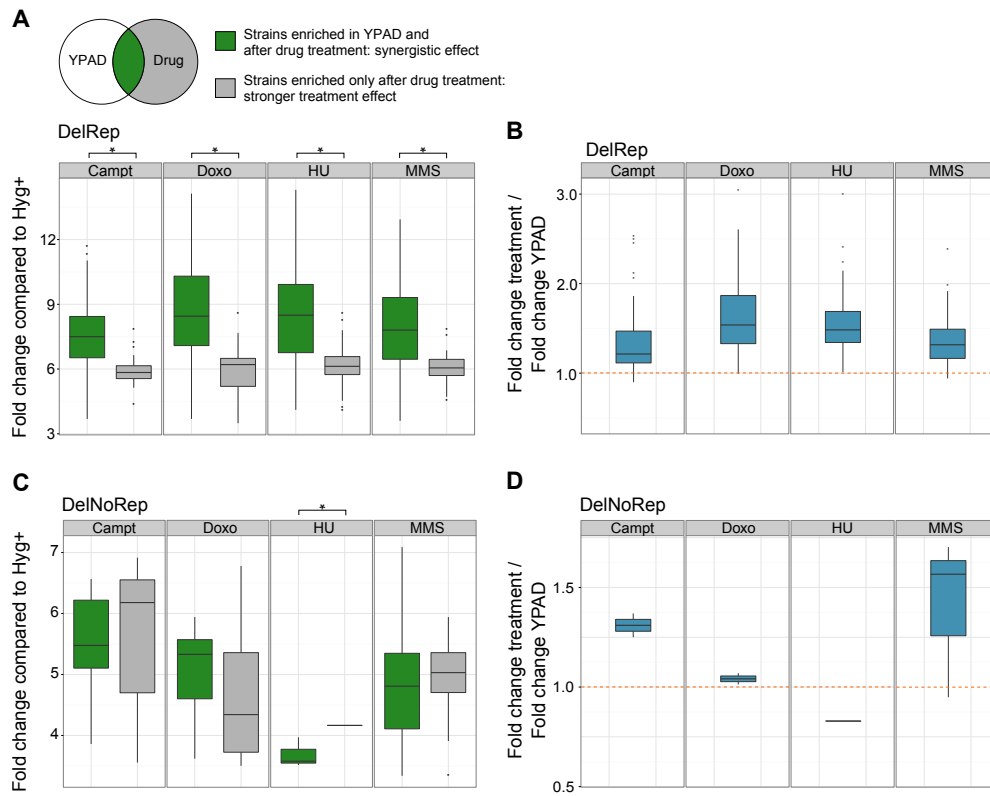 A
YPAD
Drug
Strains enriched in YPAD and
after drug treatment: synergistic effect
Strains enriched only after drug treatment:
stronger treatment effect
DelRep
* * * *
Campt Doxo HU MMS
Fold change compared to Hyg+
12
9
6
3
B
DelRep
Campt Doxo HU MMS
Fold change treatment /
Fold change YPAD
3.0
2.0
1.0
C
DelNoRep
*
Campt Doxo HU MMS
Fold change compared to Hyg+
7
6
5
4
D
DelNoRep
Campt Doxo HU MMS
Fold change treatment /
Fold change YPAD
1.5
1.0
0.5